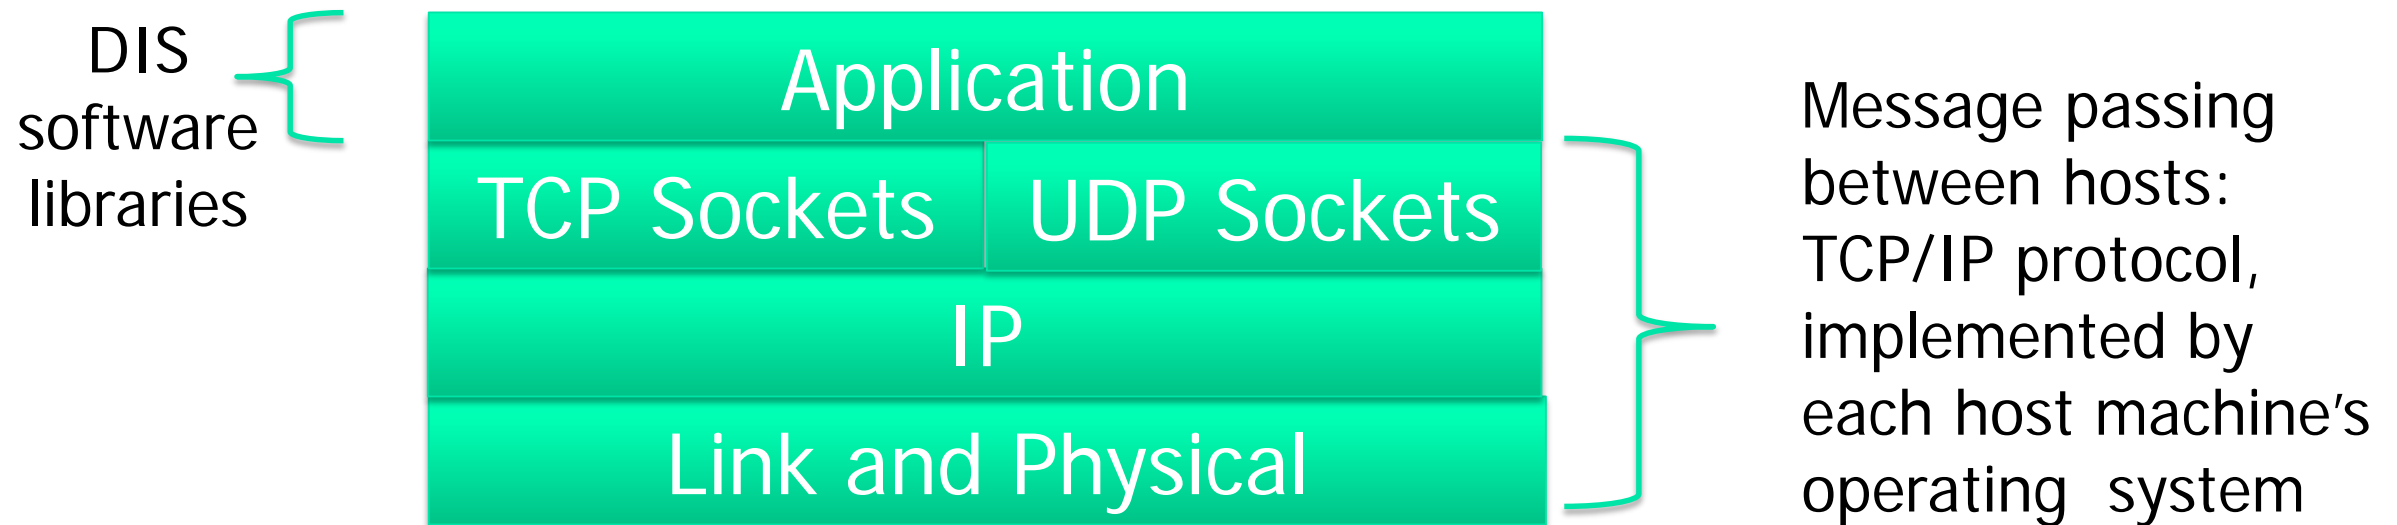 DIS
software
libraries
Application
TCP Sockets
UDP Sockets
IP
Link and Physical
Message passing
between hosts:
TCP/IP protocol,
implemented by
each host machine’s
operating  system